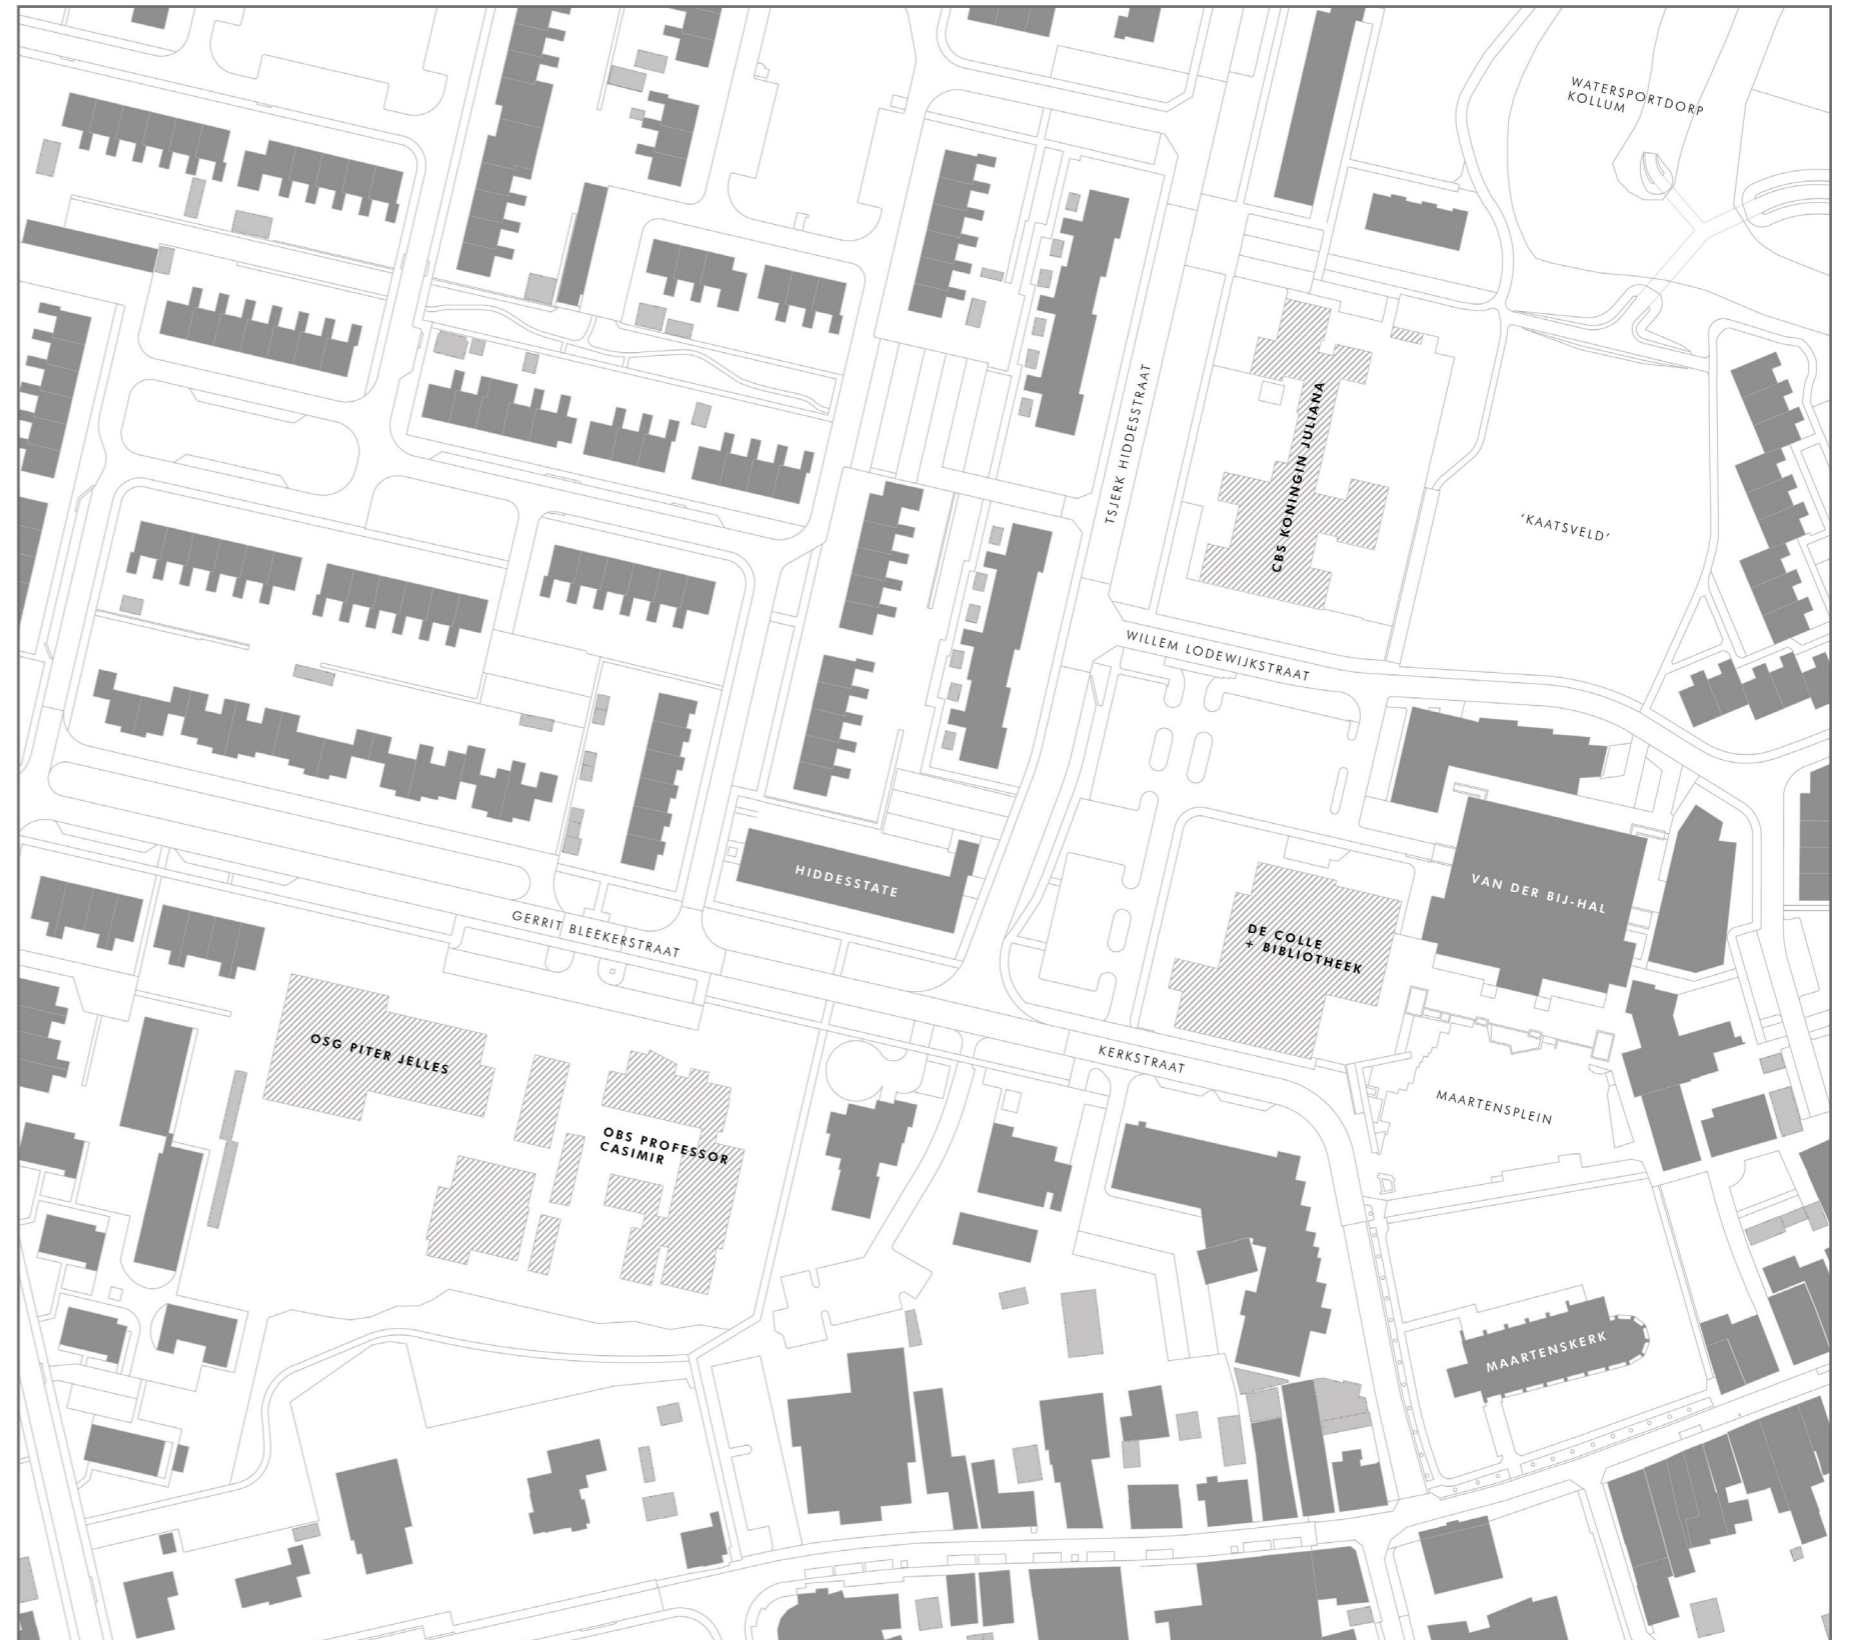 WATERSPORTDORP
KOLLUM
TSJERK HIDDESSTRAAT
CBS KONINGIN JULIANA
‘KAATSVELD’
WILLEM LODEWIJKSTRAAT
HIDDESSTATE
VAN DER BIJ-HAL
GERRIT BLEEKERSTRAAT
DE COLLE
+ BIBLIOTHEEK
OSG PITER JELLES
KERKSTRAAT
MAARTENSPLEIN
OBS PROFESSOR
CASIMIR
MAARTENSKERK